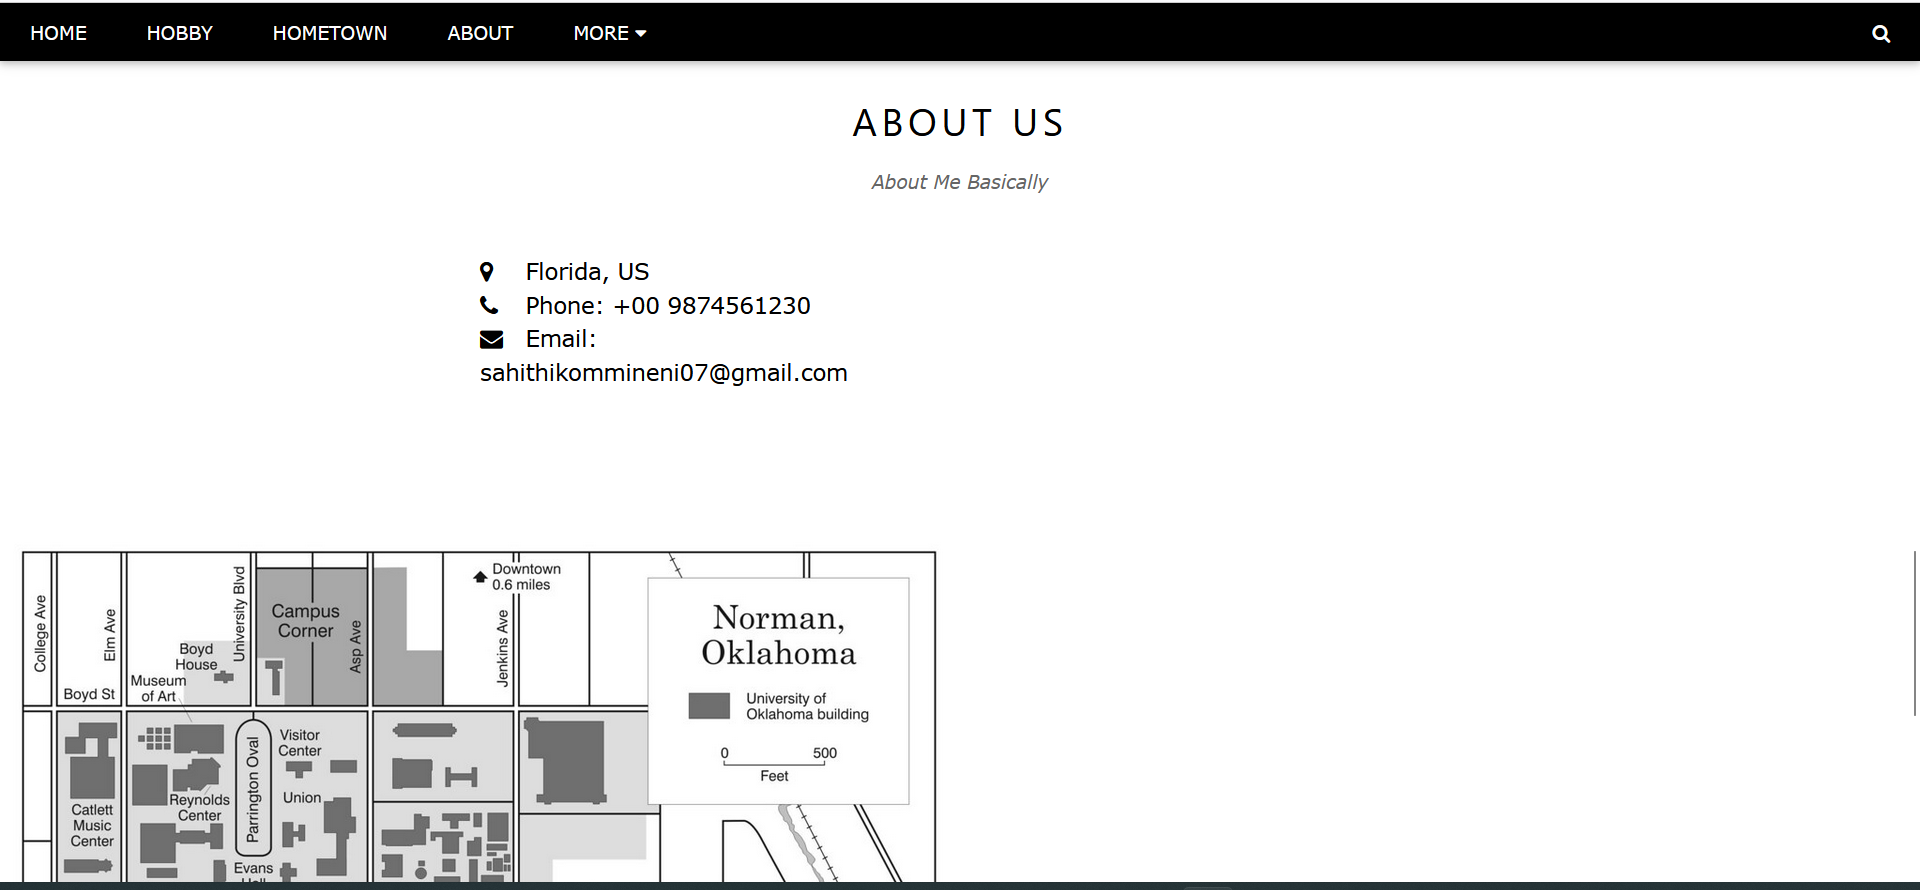 HOME HOBBY HOMETOWN ABOUT MORE
ABOUT US
About Me Basically
Florida, US
Phone: +00 9874561230
Email:
sahithikommineni07@gmail.com
College Ave
Elm Ave
University Blvd
Campus
Corner
Asp Ave
Downtown
0.6 miles
Jenkins Ave
Boyd
House
Museum
of Art
Boyd St
Norman,
Oklahoma
University of
Oklahoma building
0 500
Feet
Visitor
Center
Parrington Oval
Union
Reynolds
Center
Catlett
Music
Center
Evans